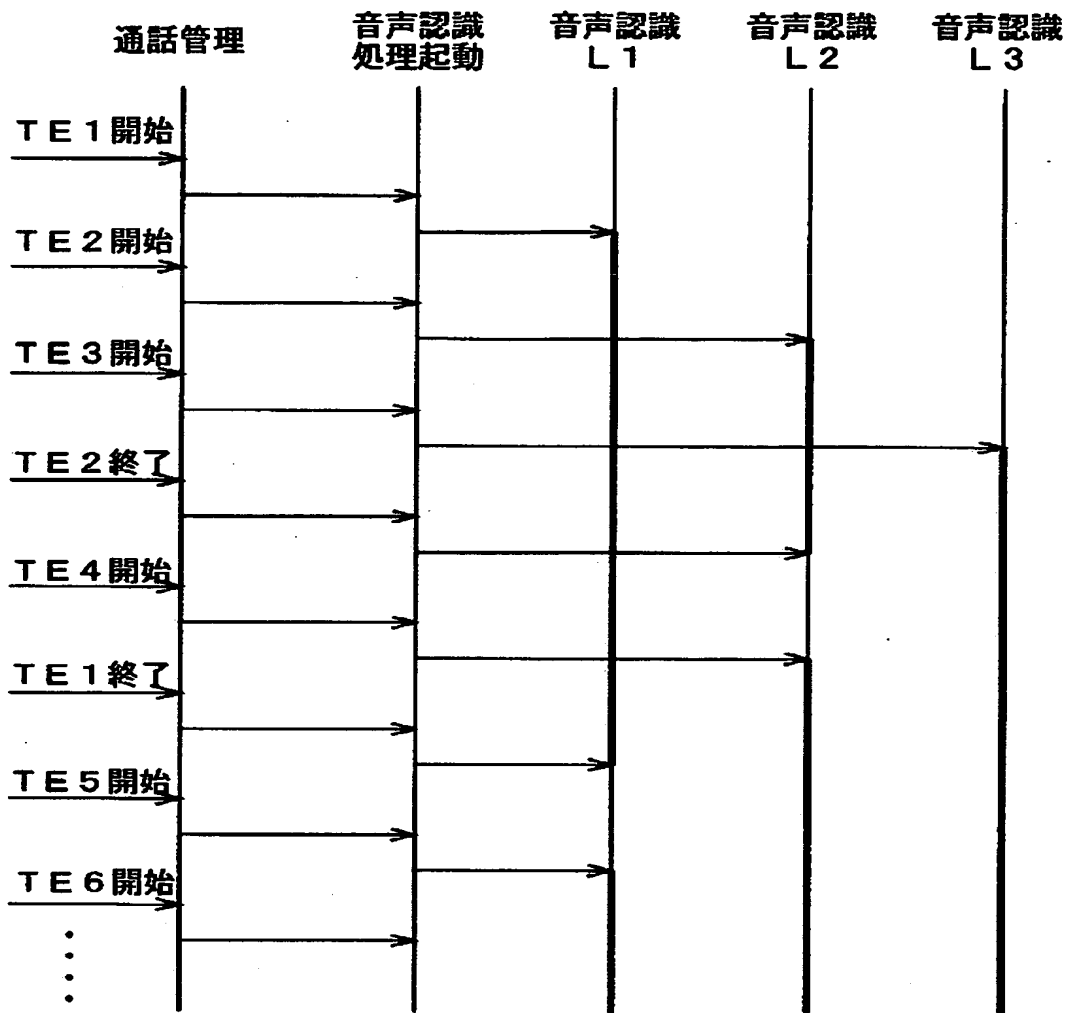 通話管理
音声認識
処理起動
音声認識
L1
音声認識
L2
音声認識
L3
TE1開始
TE2開始
TE3開始
TE2終了
TE4開始
TE1終了
TE5開始
TE6開始